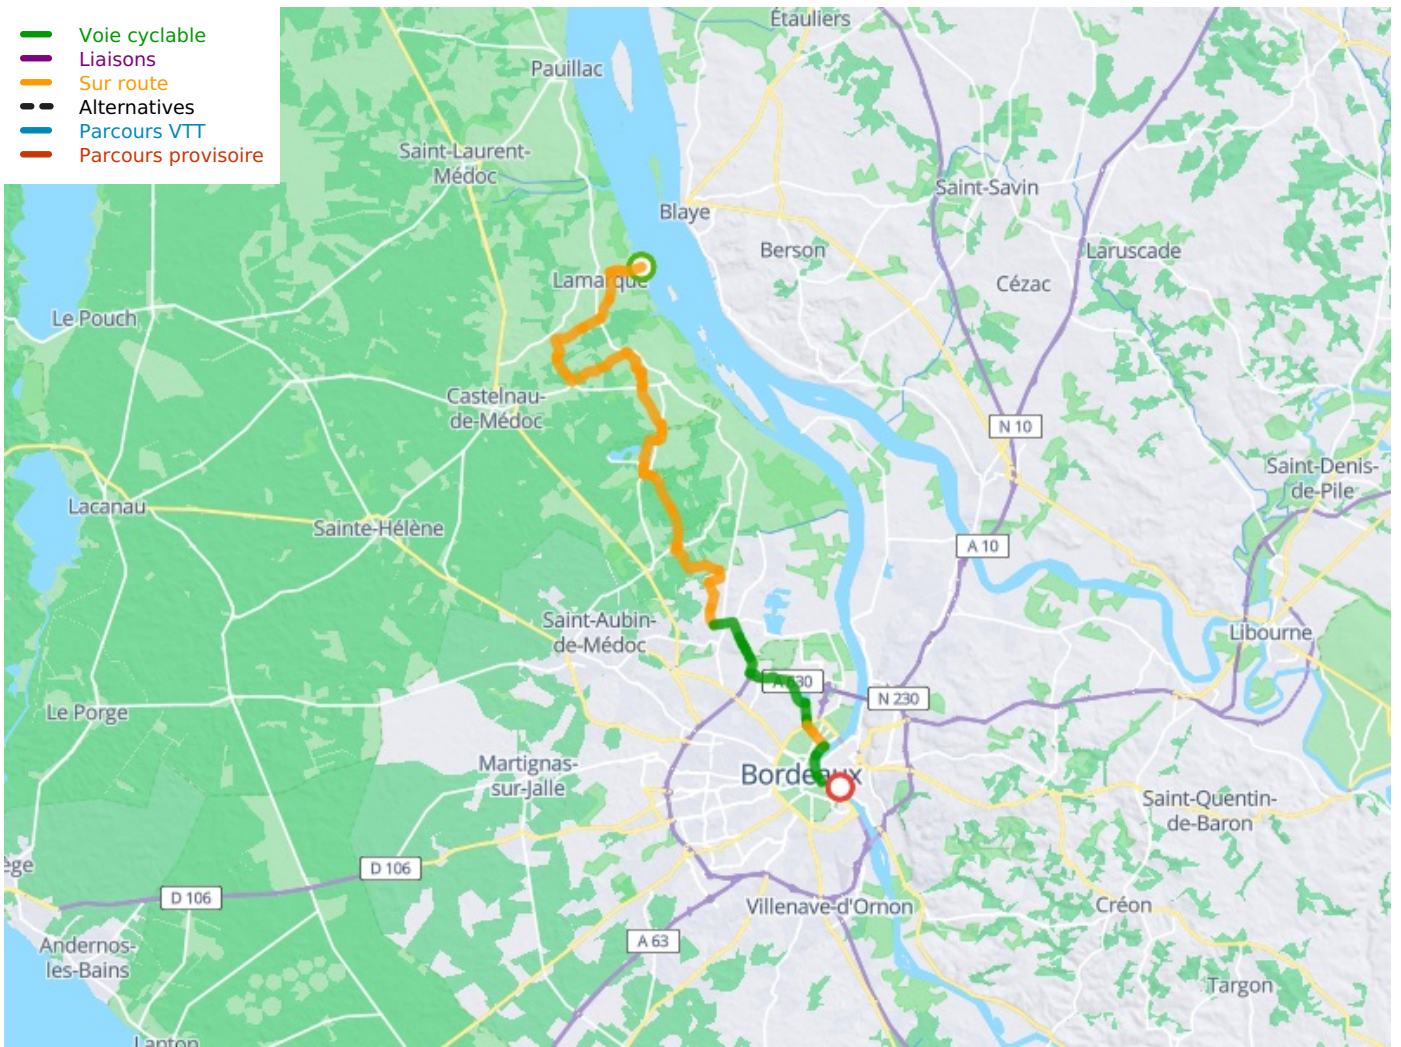 Voie cyclable
Liaisons
Sur route
Alternatives
Parcours VTT
Parcours provisoire
Étauliers
Pauillac
Saint-Laurent-
Médoc
Saint-Savin
Blaye
Berson
Laruscade
Lamarque
Cézac
Le Pouch
Castelnau-
de-Médoc
N 10
Saint-Denis-
de-Pile
Lacanau
Sainte-Hélène
A 10
Saint-Aubin-
de-Médoc
Libourne
A 630
N 230
Le Porge
Martignas-
sur-Jalle
Bordeaux
Saint-Quentin-
de-Baron
ège
D 106
D 106
Villenave-d'Ornon
Créon
A 63
Andernos-
les-Bains
Targon
Lanton